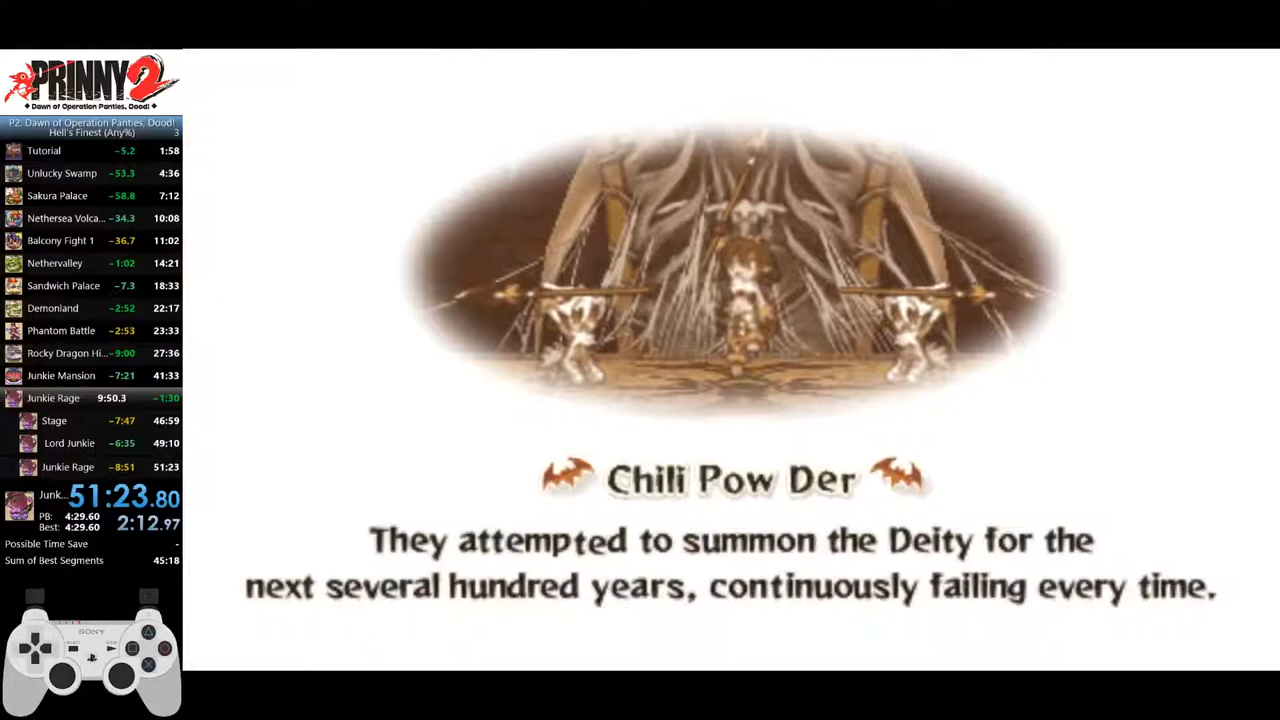 PRINNY 2
Dawn of Operation Panties, Dood!
P2: Dawn of Operation Panties, Dood!
Hell's Finest (Any%) 3
Tutorial -5.2 1:58
Unlucky Swamp -53.3 4:36
Sakura Palace -58.8 7:12
Nethersea Volca... -34.3 10:08
Balcony Fight 1 -36.7 11:02
Nethervalley -1:02 14:21
Sandwich Palace -7.3 18:33
Demonland -2:52 22:17
Phantom Battle -2:53 23:33
Rocky Dragon Hi... -9:00 27:36
Junkie Mansion -7:21 41:33
Junkie Rage 9:50.3 -1:30
Stage -7:47 46:59
Lord Junkie -6:35 49:10
Junkie Rage -8:51 51:23
Junk... 51:23.80
PB: 4:29.60
Best: 4:29.60 2:12.97
Possible Time Save -
Sum of Best Segments 45:18
SONY
SELECT START
Chili Pow Der
They attempted to summon the Deity for the
next several hundred years, continuously failing every time.